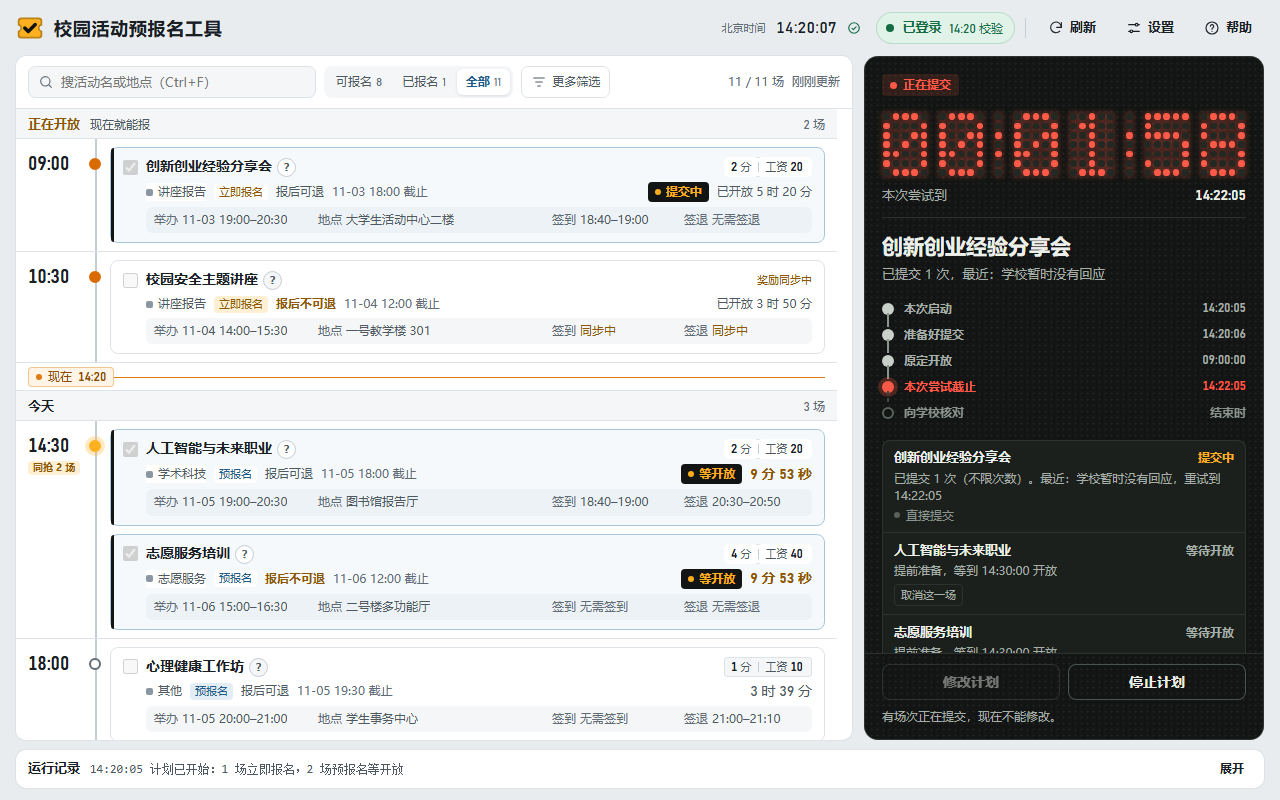 校园活动预报名工具
北京时间 14:20:07 已登录 14:20 校验 刷新 设置 帮助
搜活动名或地点（Ctrl+F） 可报名 8 已报名 1 全部 11 更多筛选 11 / 11 场 刚刚更新
正在开放 现在就能报 2 场
09:00 创新创业经验分享会 ? 2 分 工资 20
讲座报告 立即报名 报后可退 11-03 18:00 截止 提交中 已开放 5 时 20 分
举办 11-03 19:00–20:30 地点 大学生活动中心二楼 签到 18:40–19:00 签退 无需签退
10:30 校园安全主题讲座 ? 奖励同步中
讲座报告 立即报名 报后不可退 11-04 12:00 截止 已开放 3 时 50 分
举办 11-04 14:00–15:30 地点 一号教学楼 301 签到 同步中 签退 同步中
现在 14:20
今天 3 场
14:30 人工智能与未来职业 ? 2 分 工资 20
同抢 2 场 学术科技 预报名 报后可退 11-05 18:00 截止 等开放 9 分 53 秒
举办 11-05 19:00–20:30 地点 图书馆报告厅 签到 18:40–19:00 签退 20:30–20:50
志愿服务培训 ? 4 分 工资 40
志愿服务 预报名 报后不可退 11-06 12:00 截止 等开放 9 分 53 秒
举办 11-06 15:00–16:30 地点 二号楼多功能厅 签到 无需签到 签退 无需签退
18:00 心理健康工作坊 ? 1 分 工资 10
其他 预报名 报后可退 11-05 19:30 截止 3 时 39 分
举办 11-05 20:00–21:00 地点 学生事务中心 签到 无需签到 签退 21:00–21:10
正在提交
00:01:58
本次尝试到 14:22:05
创新创业经验分享会
已提交 1 次，最近：学校暂时没有回应
本次启动 14:20:05
准备好提交 14:20:06
原定开放 09:00:00
本次尝试截止 14:22:05
向学校核对 结束时
创新创业经验分享会 提交中
已提交 1 次（不限次数）。最近：学校暂时没有回应，重试到
14:22:05
直接提交
人工智能与未来职业 等待开放
提前准备，等到 14:30:00 开放
取消这一场
志愿服务培训 等待开放
提前准备，等到 14:30:00 开放
修改计划 停止计划
有场次正在提交，现在不能修改。
运行记录 14:20:05 计划已开始：1 场立即报名，2 场预报名等开放 展开